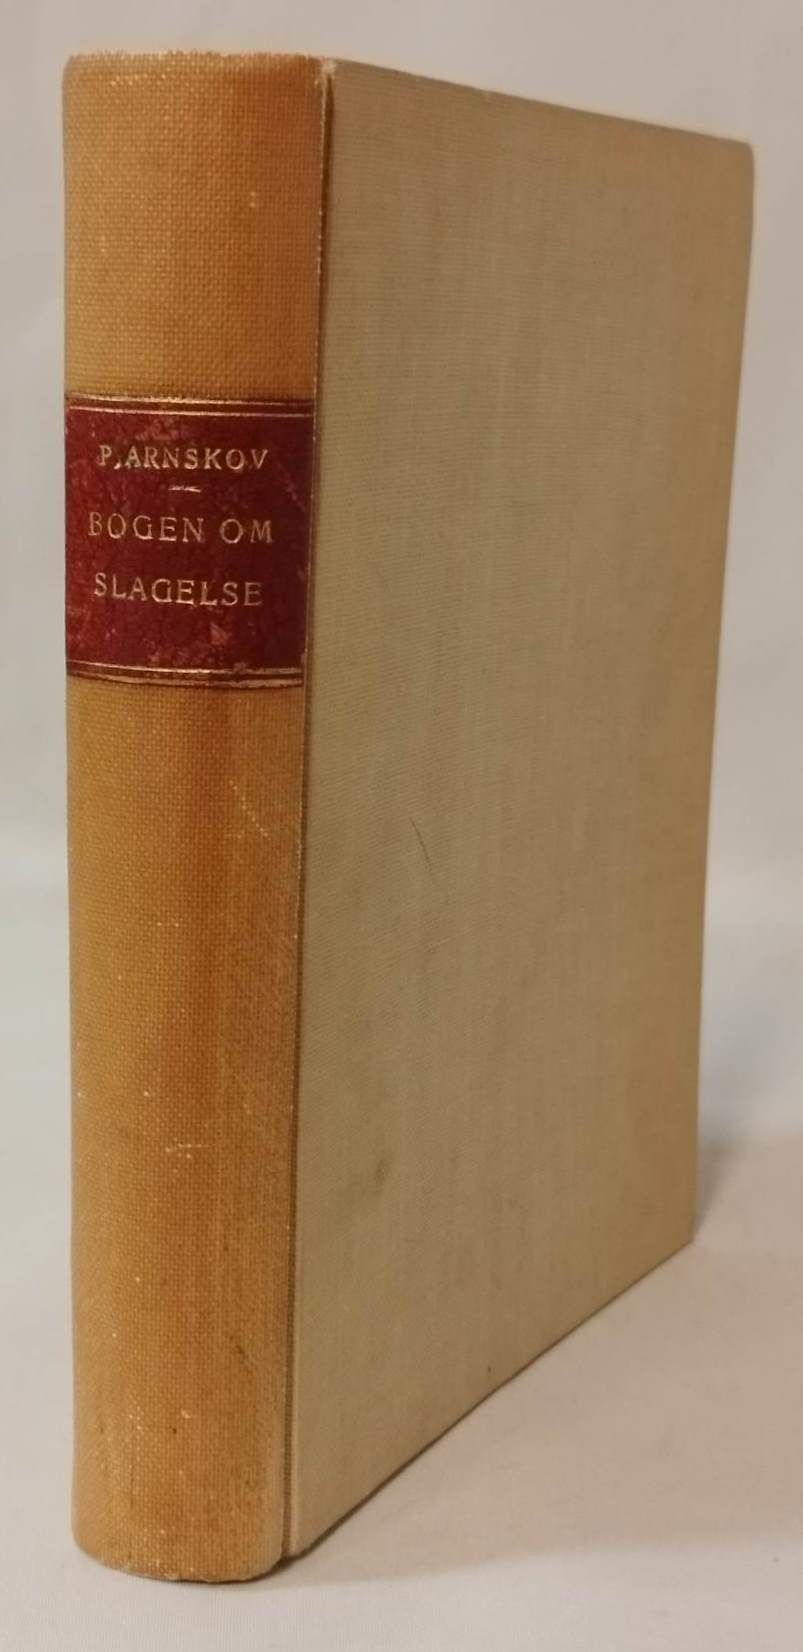 P. ARNSKOV
BOGEN OM
SLAGELSE